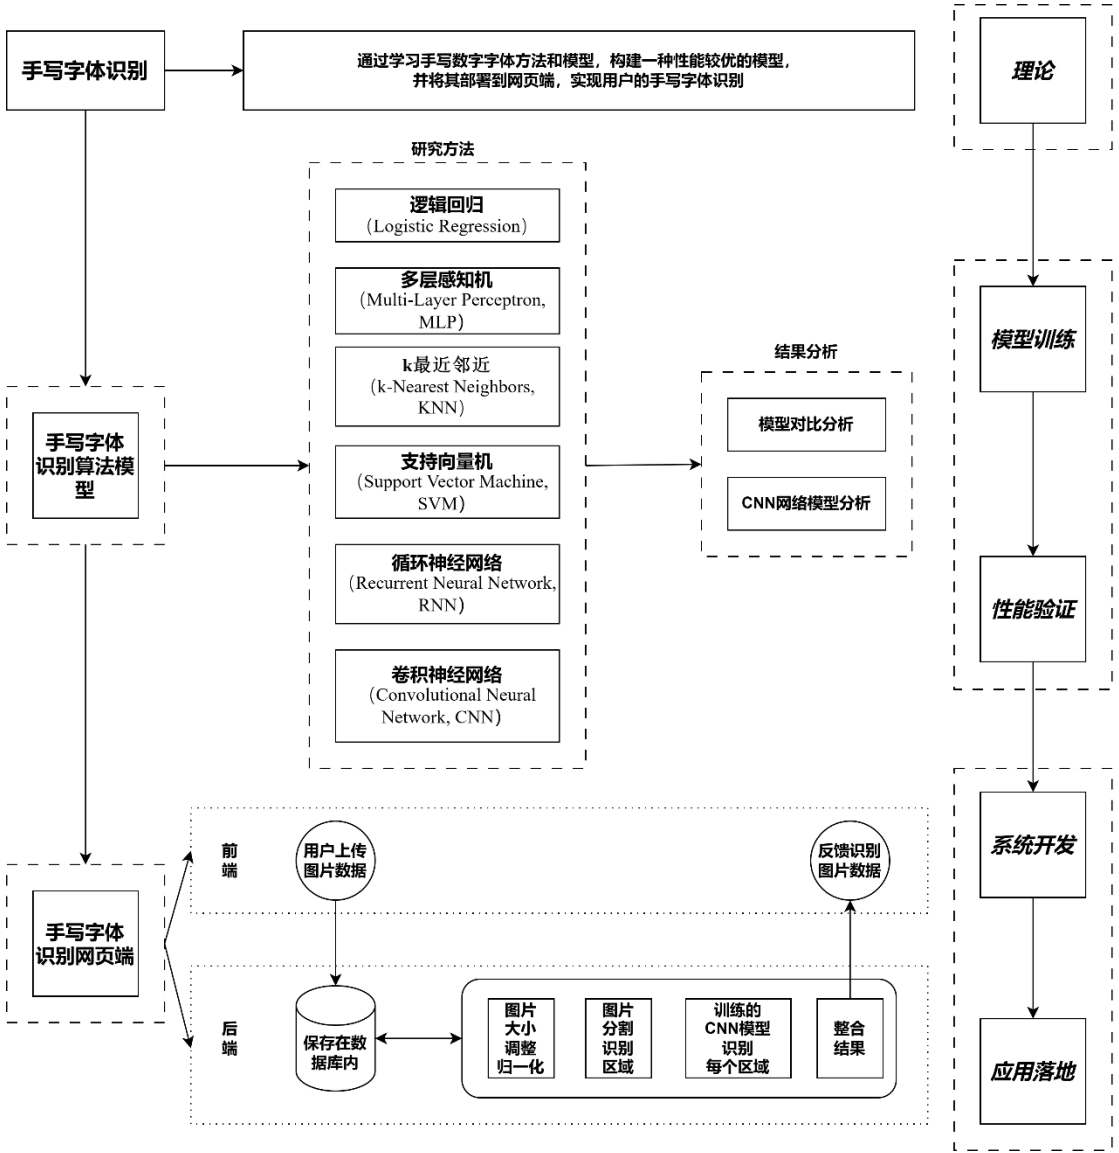 手写字体识别
通过学习手写数字字体方法和模型，构建一种性能较优的模型，
并将其部署到网页端，实现用户的手写字体识别
理论
研究方法
逻辑回归
（Logistic Regression）
多层感知机
（Multi-Layer Perceptron,
MLP）
k最近邻近
（k-Nearest Neighbors,
KNN）
支持向量机
（Support Vector Machine,
SVM）
循环神经网络
（Recurrent Neural Network,
RNN）
卷积神经网络
（Convolutional Neural
Network, CNN）
手写字体
识别算法模
型
结果分析
模型对比分析
CNN网络模型分析
模型训练
性能验证
手写字体
识别网页端
前
端
用户上传
图片数据
反馈识别
图片数据
后
端
保存在数
据库内
图片
大小
调整
归一化
图片
分割
识别
区域
训练的
CNN模型
识别
每个区域
整合
结果
系统开发
应用落地